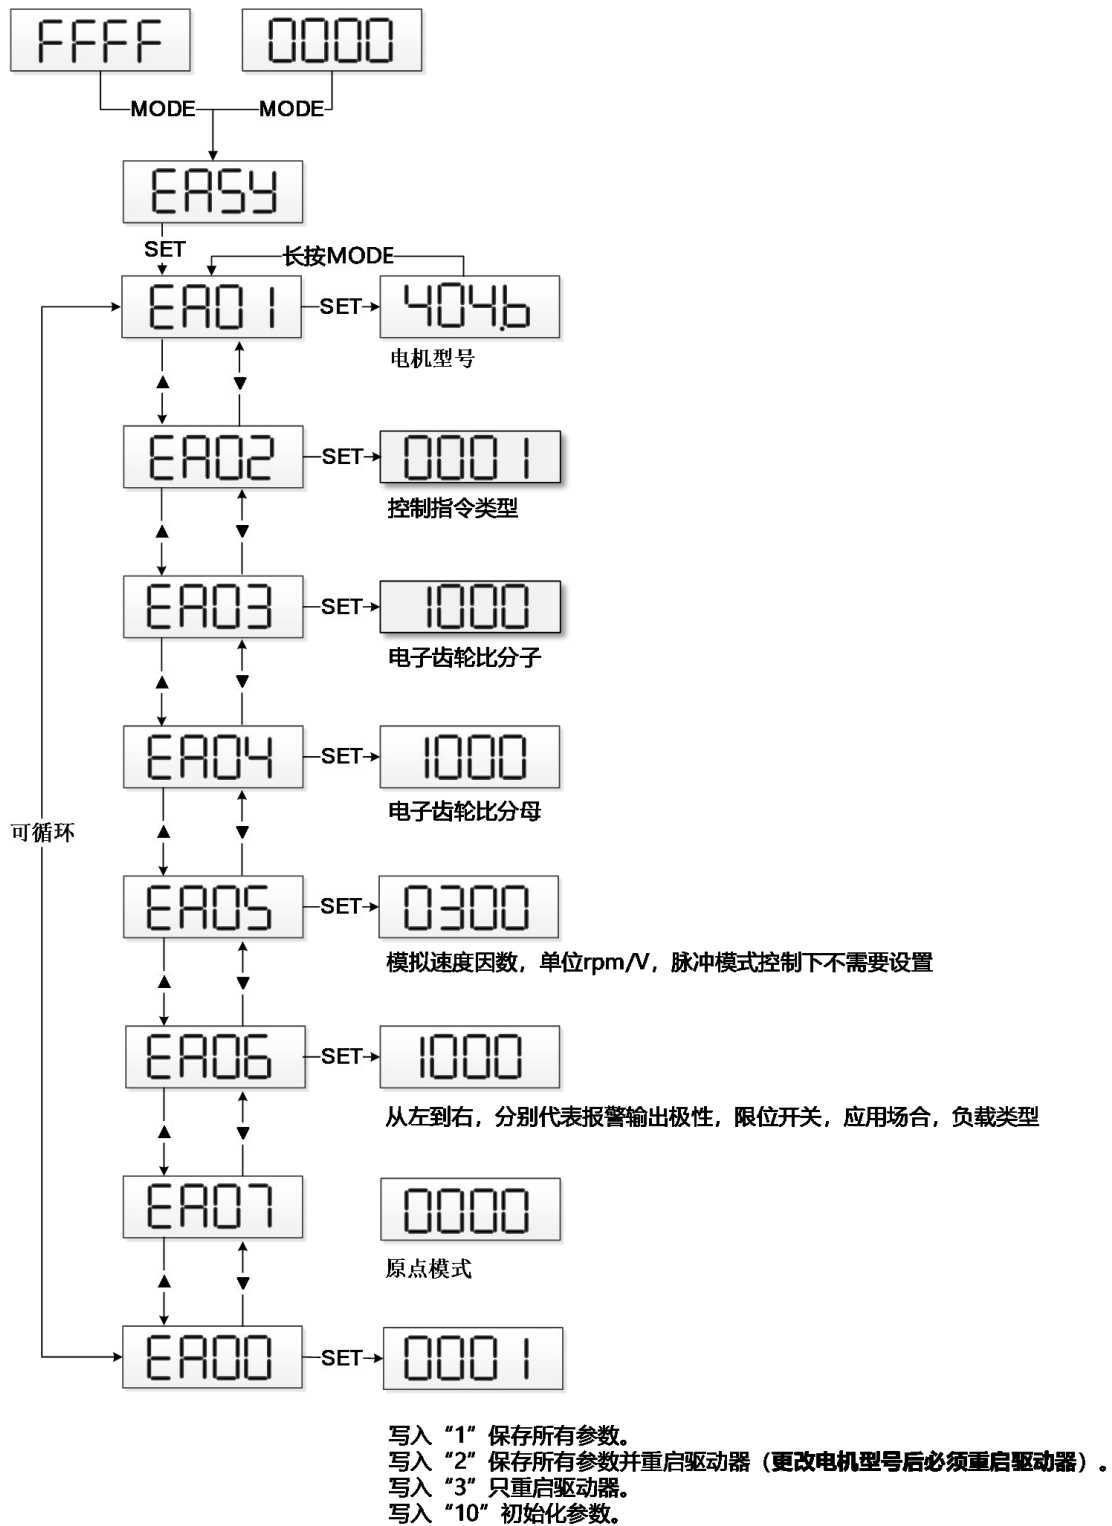 FFFF 0000
MODE MODE
EASY
SET
长按MODE
EA01 SET 404.b
电机型号
▲ ▼
EA02 SET 0001
控制指令类型
▲ ▼
EA03 SET 1000
电子齿轮比分子
▲ ▼
EA04 SET 1000
电子齿轮比分母
可循环
▲ ▼
EA05 SET 0300
模拟速度因数，单位rpm/V，脉冲模式控制下不需要设置
▲ ▼
EA06 SET 1000
从左到右，分别代表报警输出极性，限位开关，应用场合，负载类型
▲ ▼
EA07 0000
原点模式
▲ ▼
EA00 SET 0001
写入“1”保存所有参数。
写入“2”保存所有参数并重启驱动器（更改电机型号后必须重启驱动器）。
写入“3”只重启驱动器。
写入“10”初始化参数。